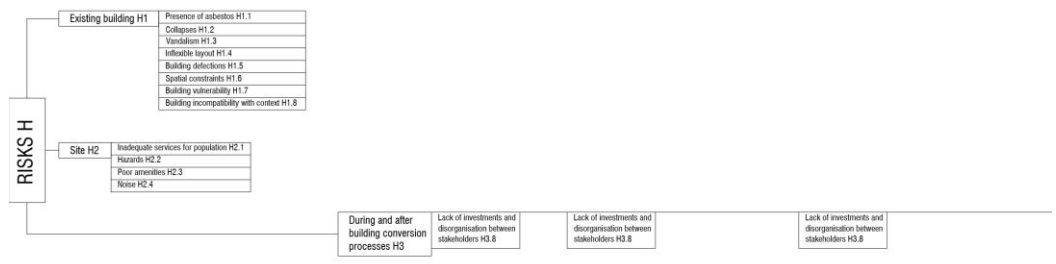 RISKS H
Existing building H1
Presence of asbestos H1.1
Collapses H1.2
Vandalism H1.3
Inflexible layout H1.4
Building defections H1.5
Spatial constraints H1.6
Building vulnerability H1.7
Building incompatibility with context H1.8
Site H2
Inadequate services for population H2.1
Hazards H2.2
Poor amenities H2.3
Noise H2.4
During and after
building conversion
processes H3
Lack of investments and
disorganisation between
stakeholders H3.8
Lack of investments and
disorganisation between
stakeholders H3.8
Lack of investments and
disorganisation between
stakeholders H3.8